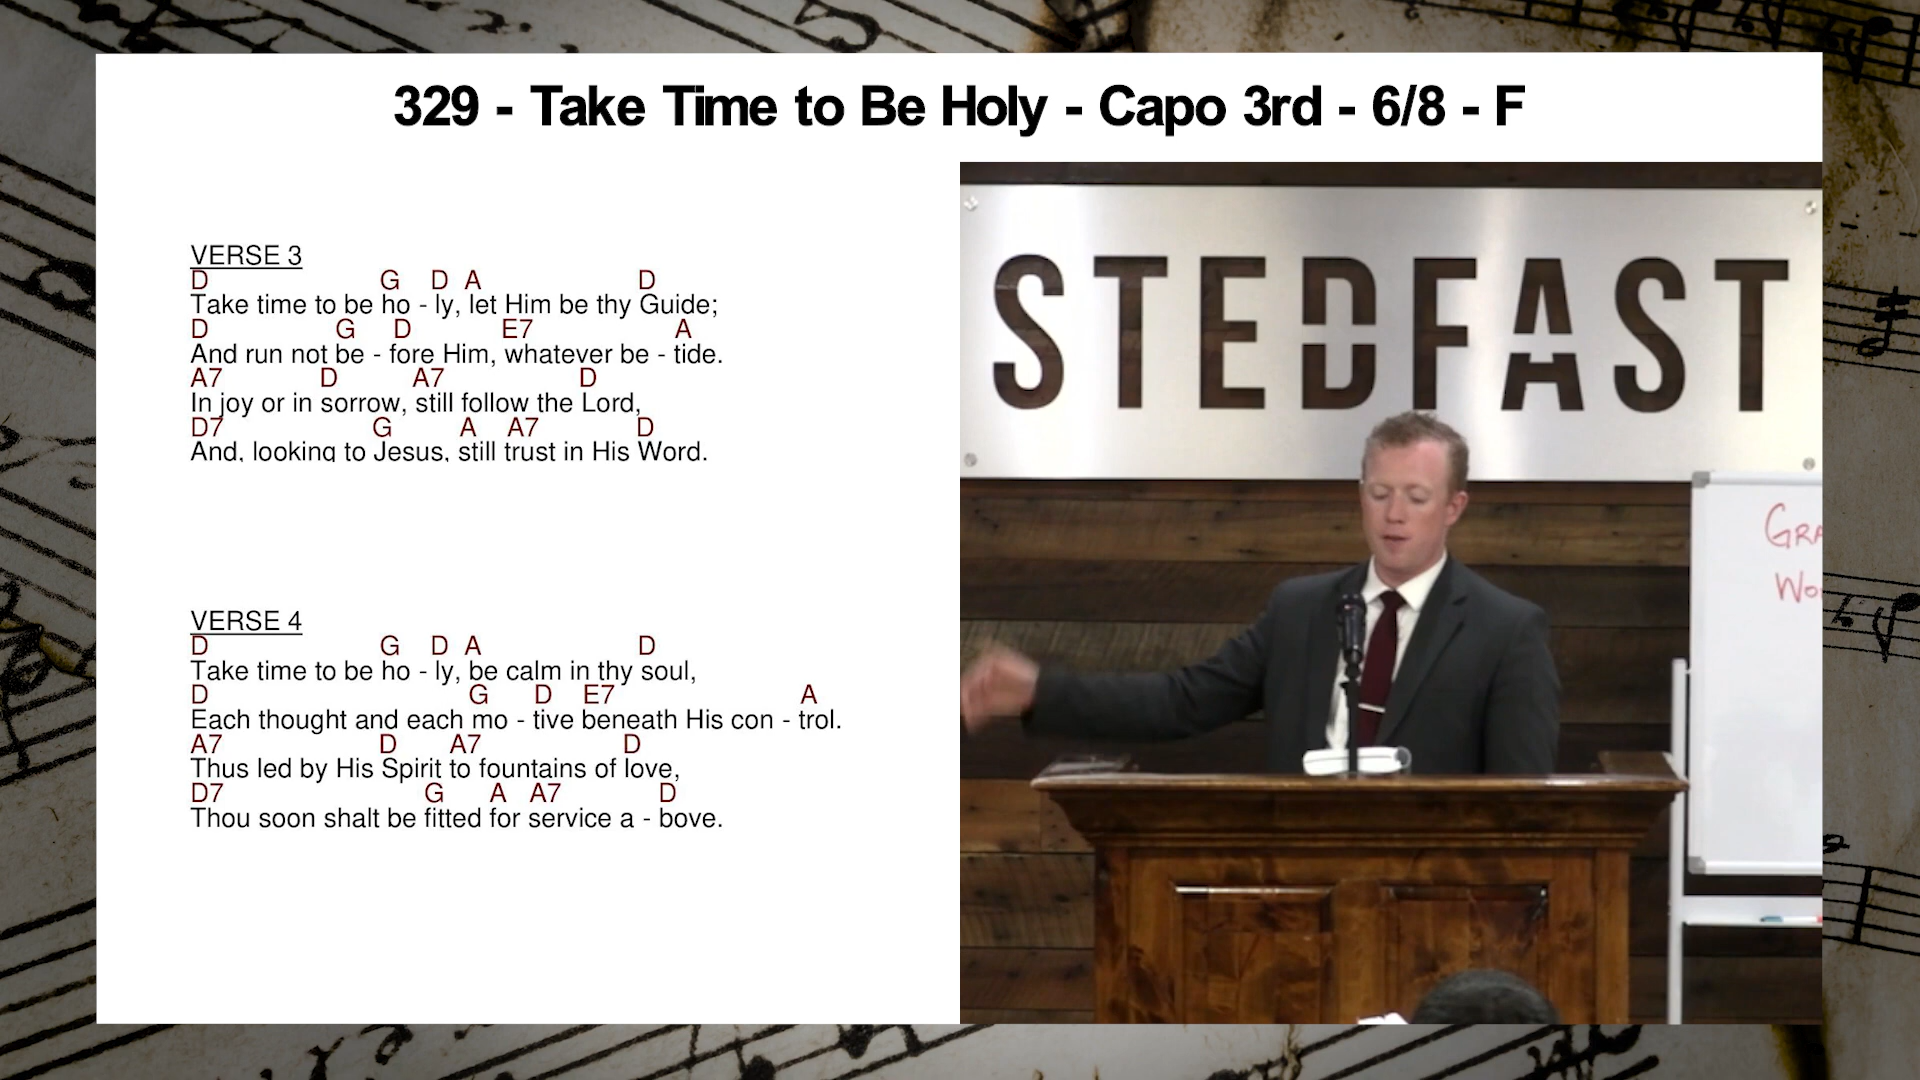 329 - Take Time to Be Holy - Capo 3rd - 6/8 - F
VERSE 3
D G D A D
Take time to be ho - ly, let Him be thy Guide;
D G D E7 A
And run not be - fore Him, whatever be - tide.
A7 D A7 D
In joy or in sorrow, still follow the Lord,
D7 G A A7 D
And, looking to Jesus, still trust in His Word.
VERSE 4
D G D A D
Take time to be ho - ly, be calm in thy soul,
D G D E7 A
Each thought and each mo - tive beneath His con - trol.
A7 D A7 D
Thus led by His Spirit to fountains of love,
D7 G A A7 D
Thou soon shalt be fitted for service a - bove.
STEDFAST